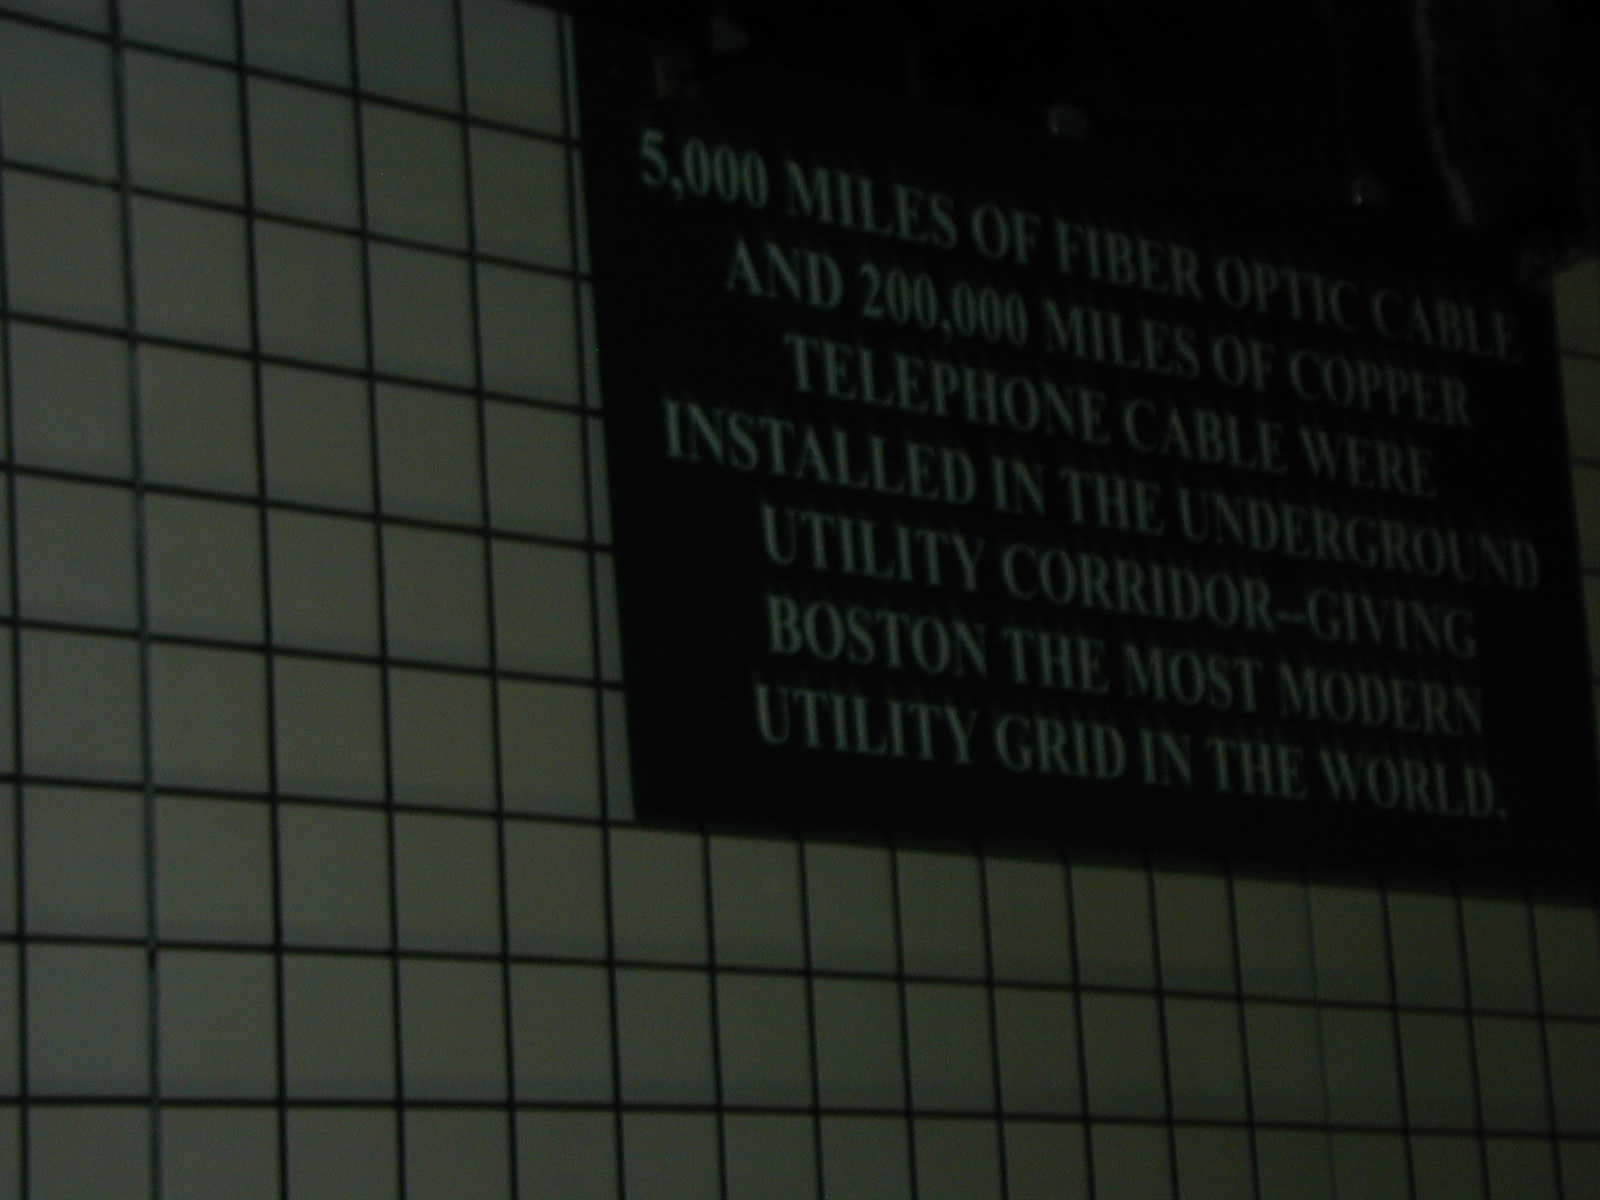 5,000 MILES OF FIBER OPTIC CABLE
AND 200,000 MILES OF COPPER
TELEPHONE CABLE WERE
INSTALLED IN THE UNDERGROUND
UTILITY CORRIDOR--GIVING
BOSTON THE MOST MODERN
UTILITY GRID IN THE WORLD.